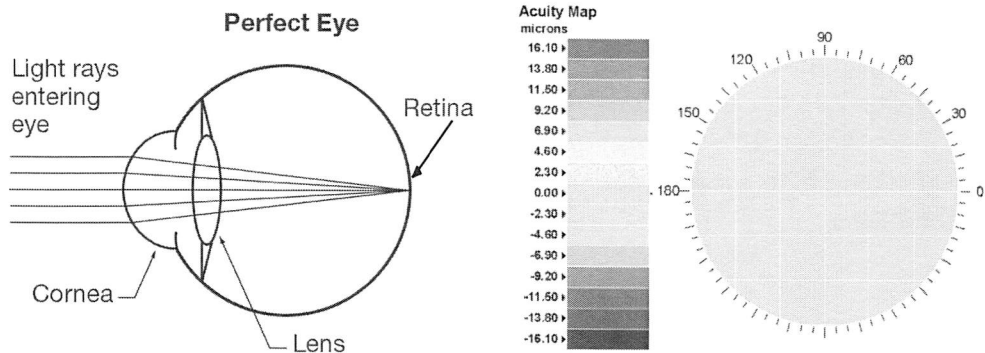 Perfect Eye
Light rays
entering
eye
Retina
Cornea
Lens
Acuity Map
microns
16.10
13.80
11.50
9.20
6.90
4.60
2.30
0.00
-2.30
-4.60
-6.90
-9.20
-11.50
-13.80
-16.10
90
120
60
150
30
180
0